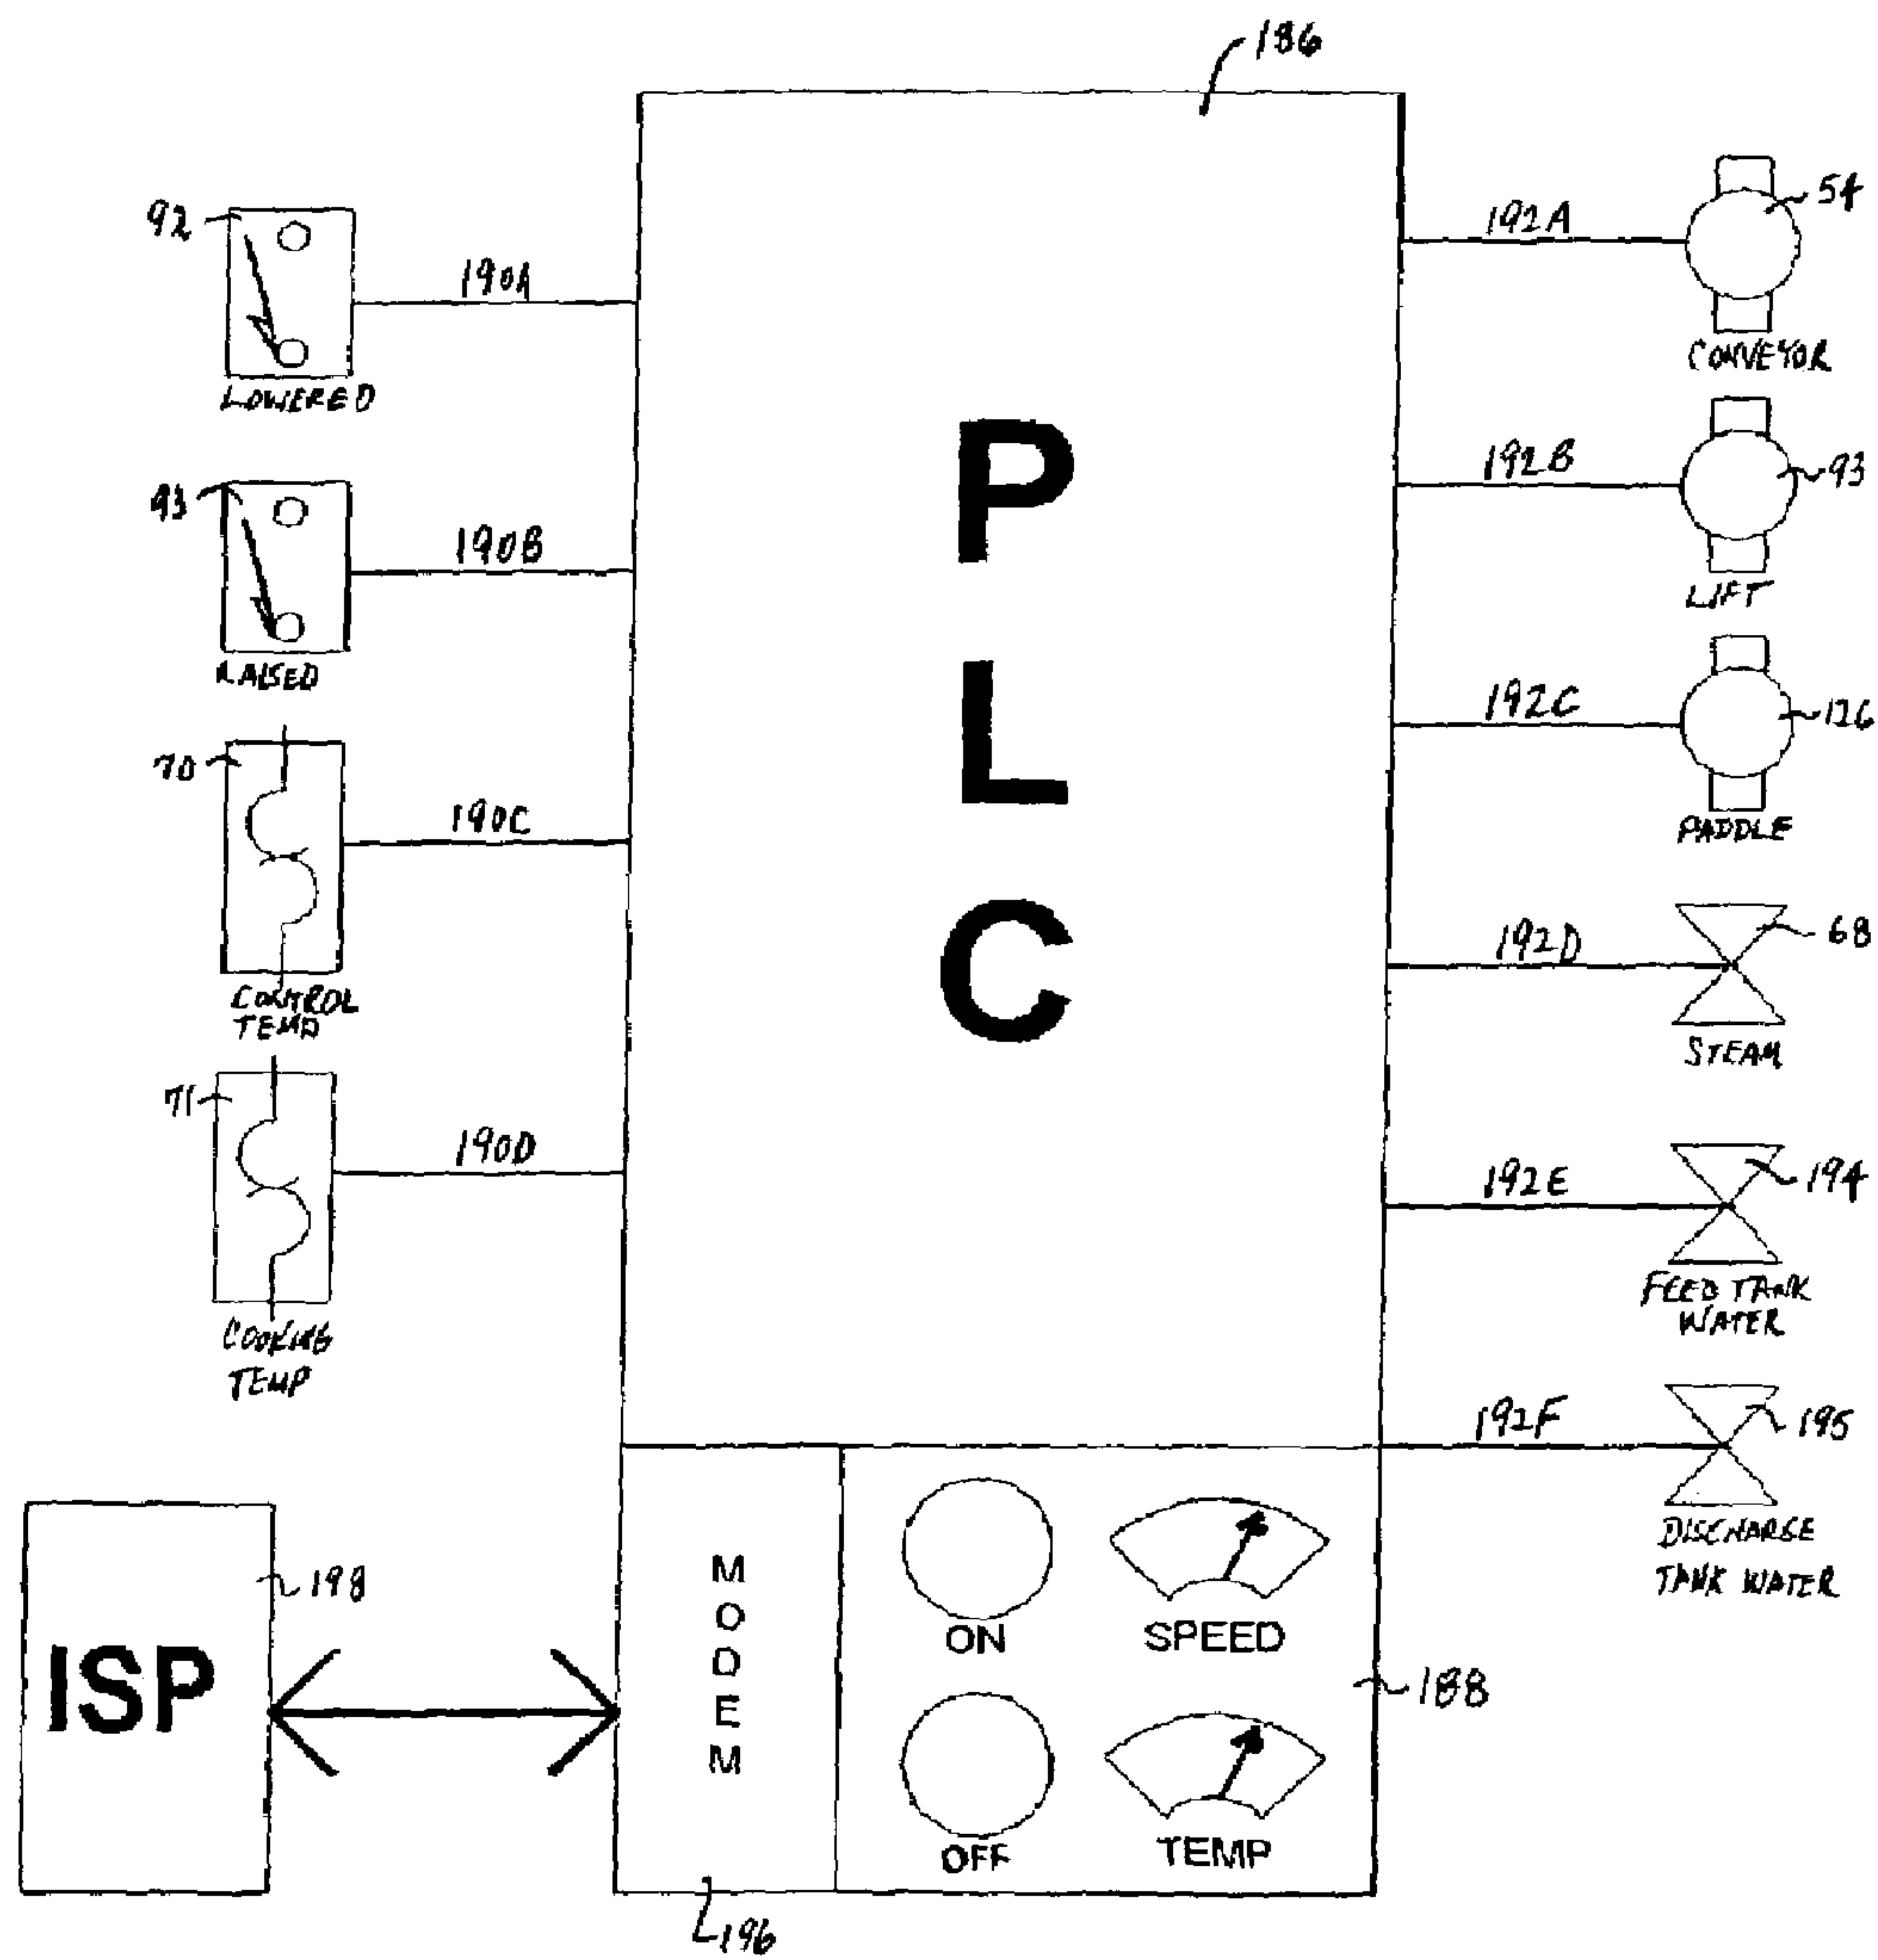 186
92
190A
LOWERED
93
190B
RAISED
70
190C
CONTROL
TEMP
71
190D
COOKING
TEMP
P
L
C
192A
54
CONVEYOR
192B
93
LIFT
192C
126
PADDLE
192D
68
STEAM
192E
194
FEED TANK
WATER
192F
195
DISCHARGE
TANK WATER
ISP
198
M
O
D
E
M
196
ON
SPEED
OFF
TEMP
188